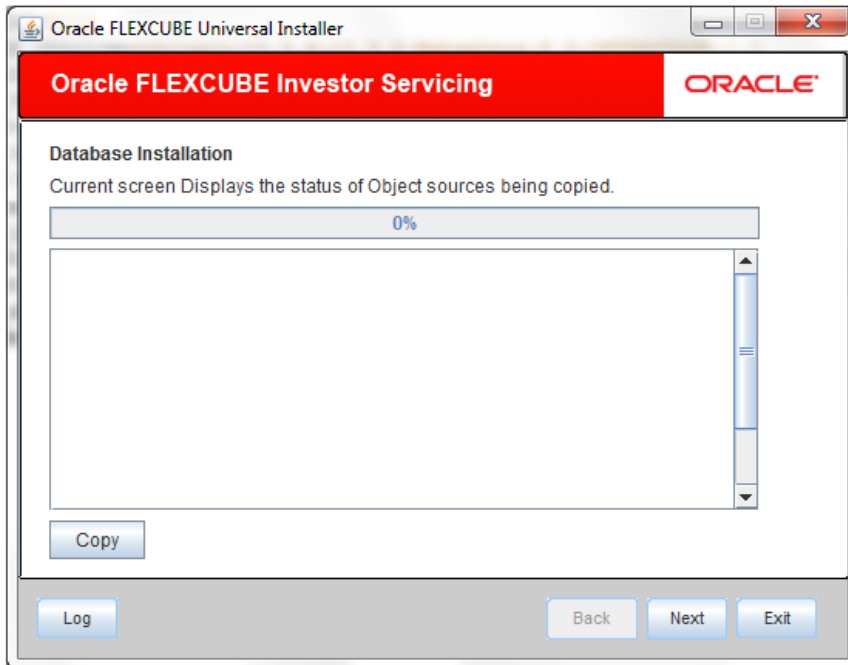 Oracle FLEXCUBE Universal Installer
Oracle FLEXCUBE Investor Servicing
ORACLE
Database Installation
Current screen Displays the status of Object sources being copied.
0%
Copy
Log
Back
Next
Exit